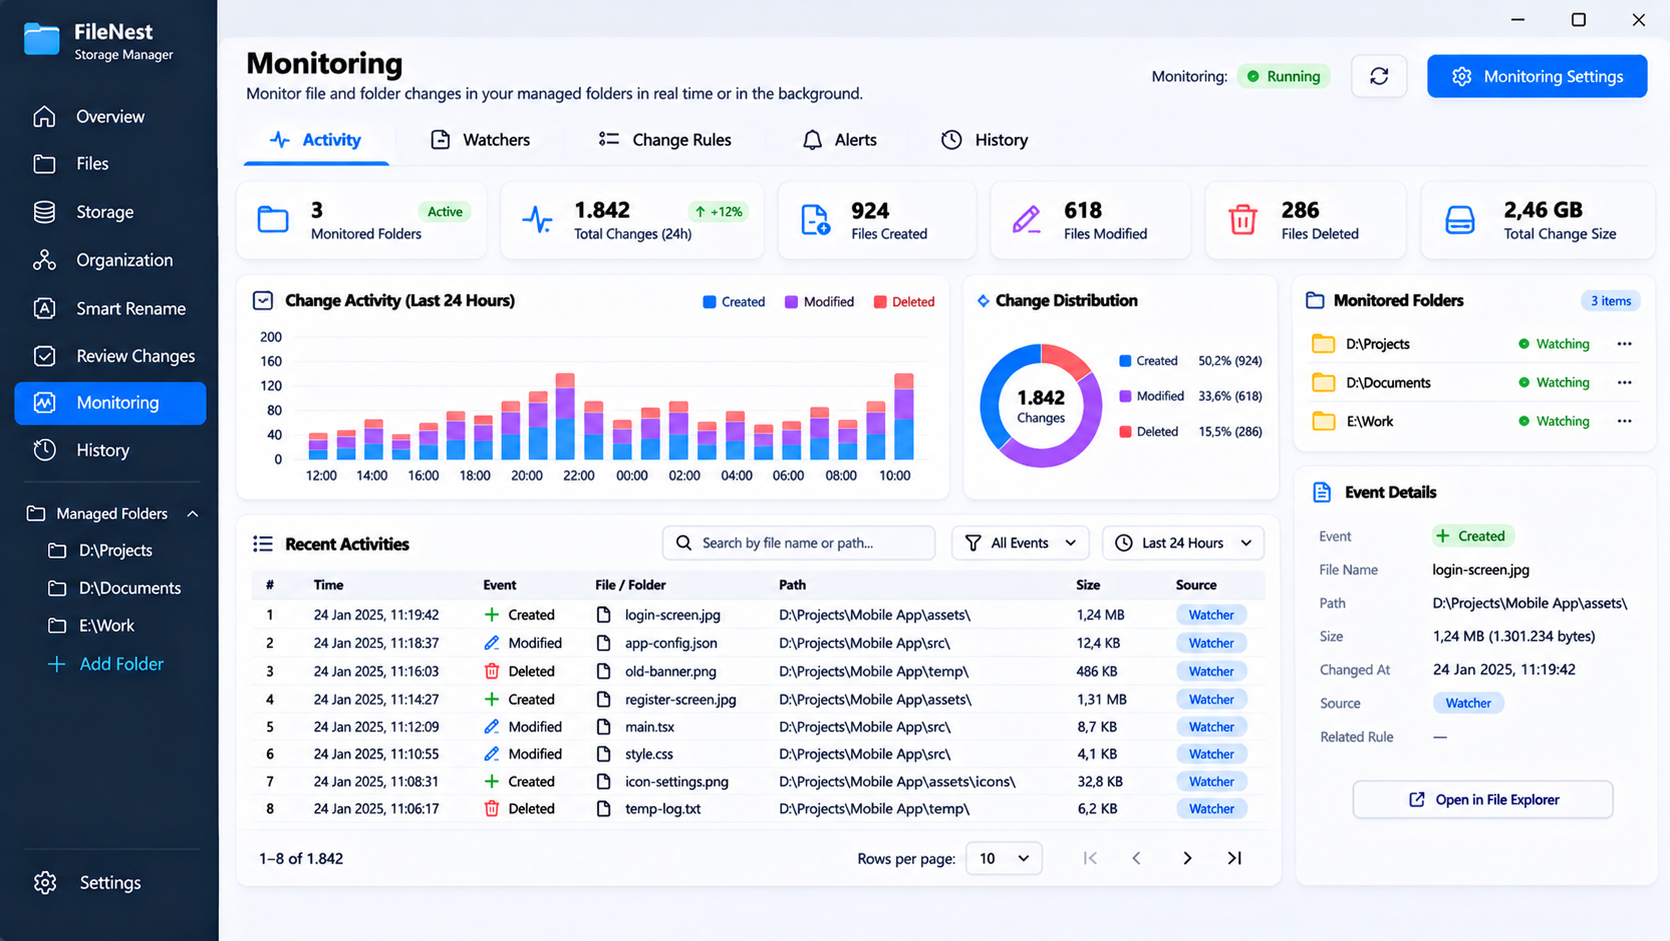 FileNest
Storage Manager
Overview
Files
Storage
Organization
Smart Rename
Review Changes
Monitoring
History
Managed Folders
D:\Projects
D:\Documents
E:\Work
Add Folder
Settings
Monitoring
Monitor file and folder changes in your managed folders in real time or in the background.
Monitoring: Running
Monitoring Settings
Activity Watchers Change Rules Alerts History
3 Active
Monitored Folders
1.842 ↑ +12%
Total Changes (24h)
924
Files Created
618
Files Modified
286
Files Deleted
2,46 GB
Total Change Size
Change Activity (Last 24 Hours) Created Modified Deleted
200
160
120
80
40
0
12:00 14:00 16:00 18:00 20:00 22:00 00:00 02:00 04:00 06:00 08:00 10:00
Change Distribution
1.842
Changes
Created 50,2% (924)
Modified 33,6% (618)
Deleted 15,5% (286)
Monitored Folders 3 items
D:\Projects Watching
D:\Documents Watching
E:\Work Watching
Recent Activities Search by file name or path... All Events Last 24 Hours
# Time Event File / Folder Path Size Source
1 24 Jan 2025, 11:19:42 Created login-screen.jpg D:\Projects\Mobile App\assets\ 1,24 MB Watcher
2 24 Jan 2025, 11:18:37 Modified app-config.json D:\Projects\Mobile App\src\ 12,4 KB Watcher
3 24 Jan 2025, 11:16:03 Deleted old-banner.png D:\Projects\Mobile App\temp\ 486 KB Watcher
4 24 Jan 2025, 11:14:27 Created register-screen.jpg D:\Projects\Mobile App\assets\ 1,31 MB Watcher
5 24 Jan 2025, 11:12:09 Modified main.tsx D:\Projects\Mobile App\src\ 8,7 KB Watcher
6 24 Jan 2025, 11:10:55 Modified style.css D:\Projects\Mobile App\src\ 4,1 KB Watcher
7 24 Jan 2025, 11:08:31 Created icon-settings.png D:\Projects\Mobile App\assets\icons\ 32,8 KB Watcher
8 24 Jan 2025, 11:06:17 Deleted temp-log.txt D:\Projects\Mobile App\temp\ 6,2 KB Watcher
1–8 of 1.842 Rows per page: 10
Event Details
Event Created
File Name login-screen.jpg
Path D:\Projects\Mobile App\assets\
Size 1,24 MB (1.301.234 bytes)
Changed At 24 Jan 2025, 11:19:42
Source Watcher
Related Rule —
Open in File Explorer